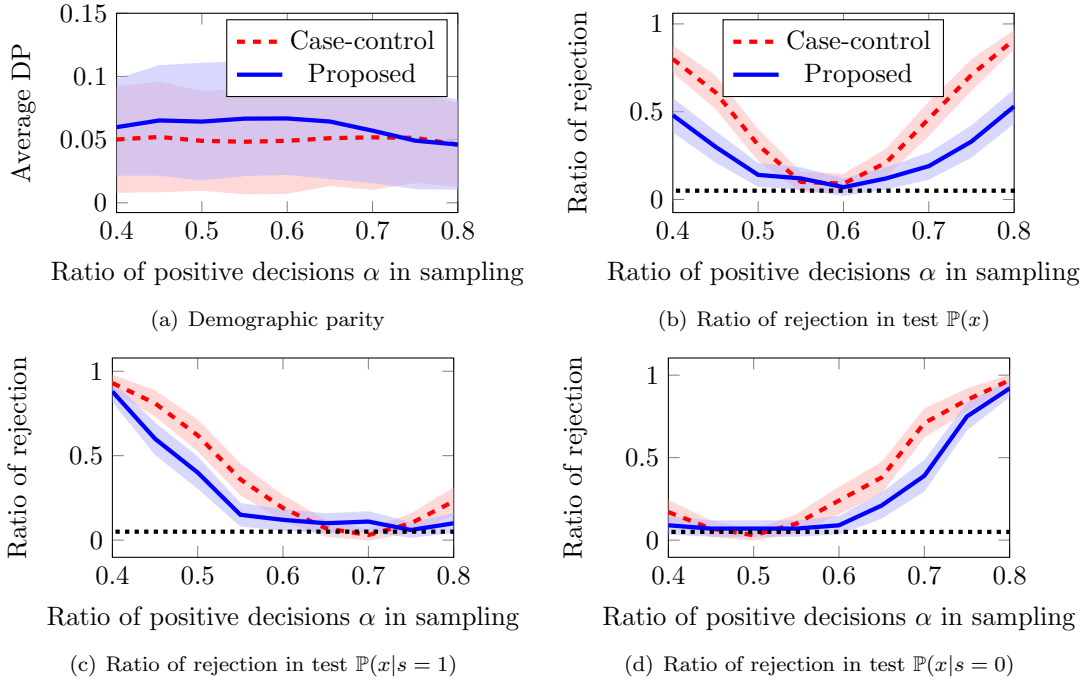 0.15
0.1
0.05
0
Average DP
Case-control
Proposed
0.4 0.5 0.6 0.7 0.8
Ratio of positive decisions α in sampling
(a) Demographic parity
1
0.5
0
Ratio of rejection
Case-control
Proposed
0.4 0.5 0.6 0.7 0.8
Ratio of positive decisions α in sampling
(b) Ratio of rejection in test ℙ(x)
1
0.5
0
Ratio of rejection
0.4 0.5 0.6 0.7 0.8
Ratio of positive decisions α in sampling
(c) Ratio of rejection in test ℙ(x|s = 1)
1
0.5
0
Ratio of rejection
0.4 0.5 0.6 0.7 0.8
Ratio of positive decisions α in sampling
(d) Ratio of rejection in test ℙ(x|s = 0)